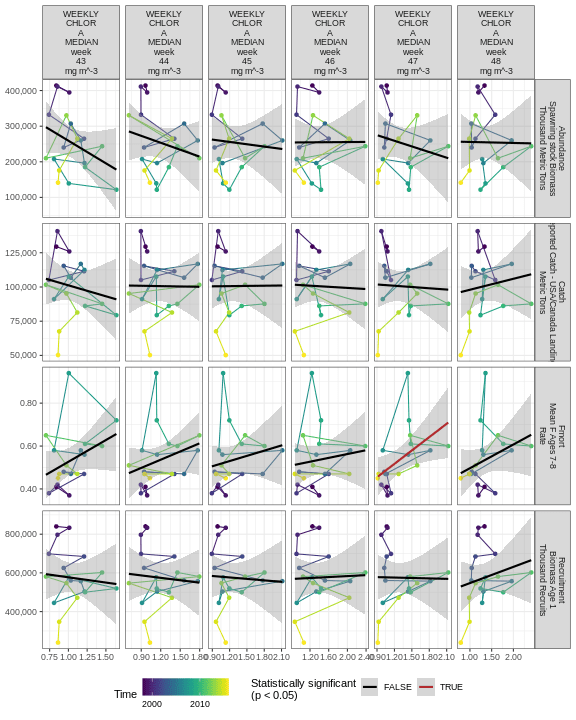 WEEKLY
CHLOR
A
MEDIAN
week
43
mg m^-3
WEEKLY
CHLOR
A
MEDIAN
week
44
mg m^-3
WEEKLY
CHLOR
A
MEDIAN
week
45
mg m^-3
WEEKLY
CHLOR
A
MEDIAN
week
46
mg m^-3
WEEKLY
CHLOR
A
MEDIAN
week
47
mg m^-3
WEEKLY
CHLOR
A
MEDIAN
week
48
mg m^-3
400,000
300,000
200,000
100,000
Abundance
Spawning stock Biomass
Thousand Metric Tons
125,000
100,000
75,000
50,000
Catch
ported Catch - USA/Canada Landin
Metric Tons
0.80
0.60
0.40
Fmort
Mean F Ages 7-8
Rate
800,000
600,000
400,000
Recruitment
Biomass Age 1
Thousand Recruits
0.75 1.00 1.25 1.50
0.90 1.20 1.50 1.80
0.90 1.20 1.50 1.80 2.10
1.20 1.60 2.00 2.40
0.90 1.20 1.50 1.80 2.10
1.00 1.50 2.00
Time
2000 2010
Statistically significant
(p < 0.05)
FALSE
TRUE